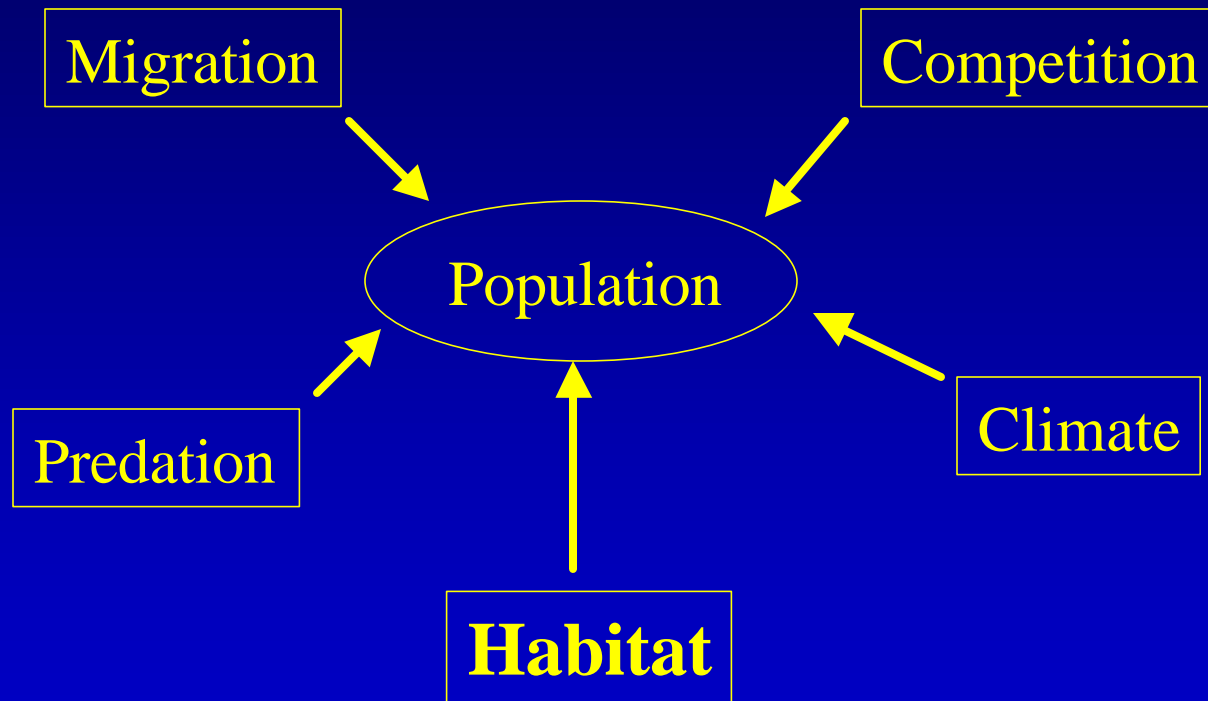 Migration
Competition
Population
Predation
Climate
Habitat